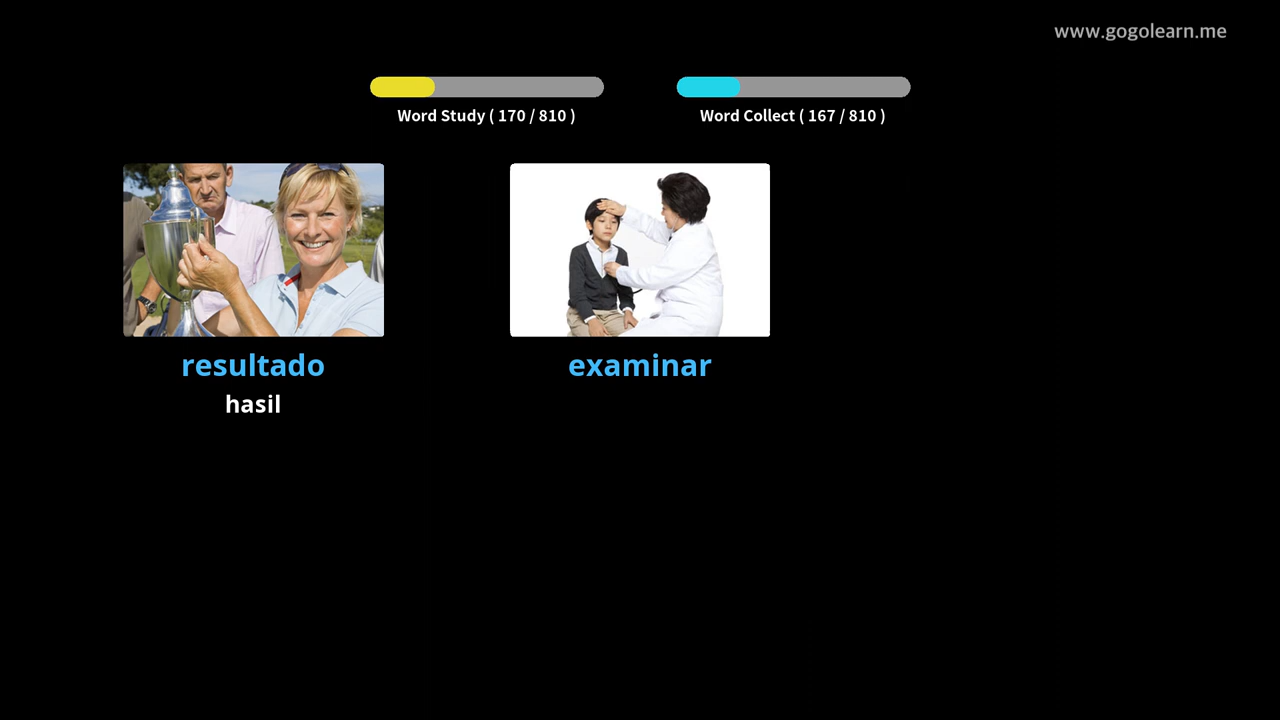 www.gogolearn.me
Word Study ( 170 / 810 )
Word Collect ( 167 / 810 )
resultado
hasil
examinar